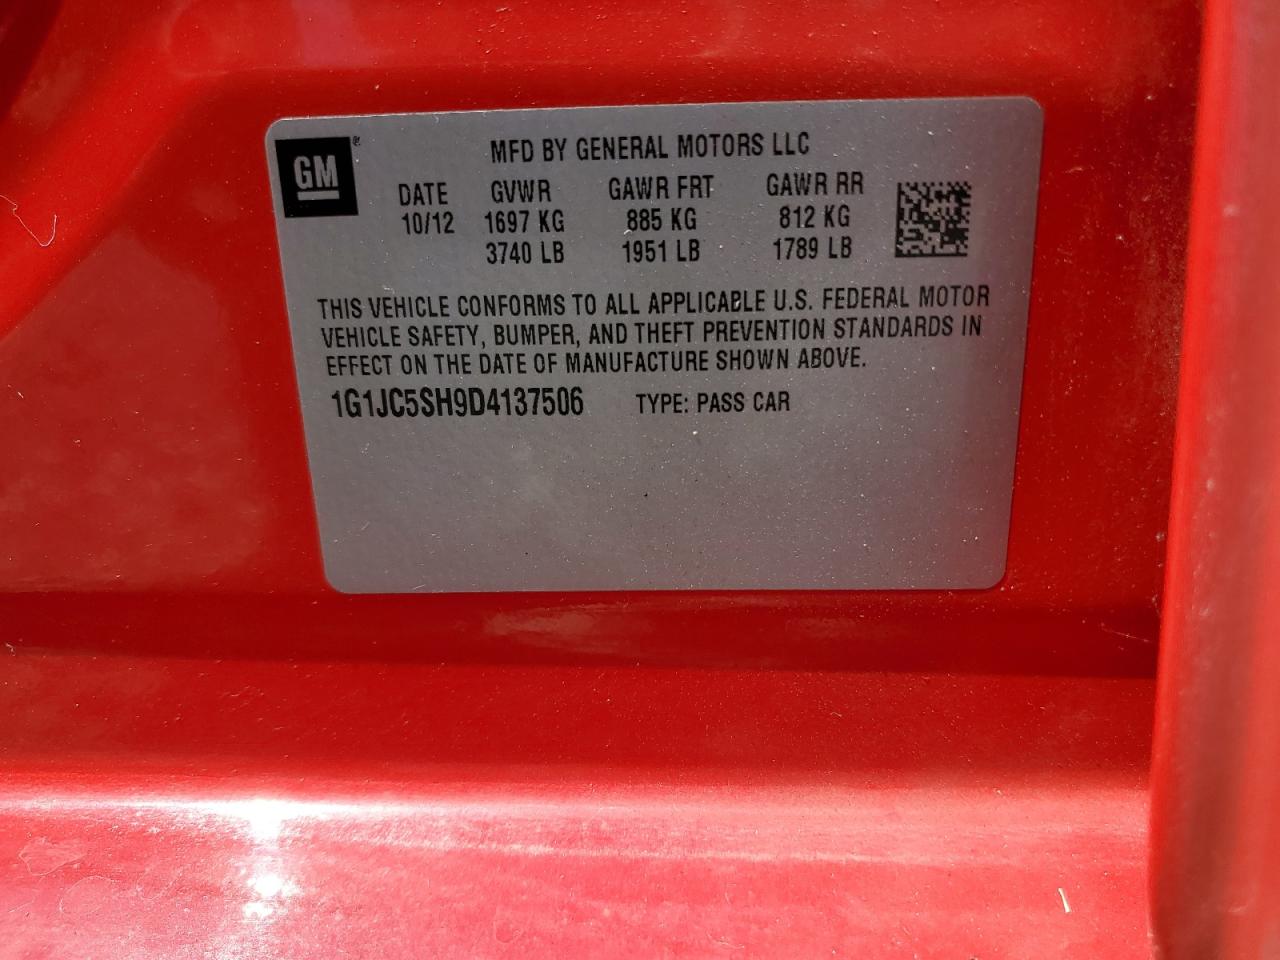 GM®
MFD BY GENERAL MOTORS LLC
DATE GVWR GAWR FRT GAWR RR
10/12 1697 KG 885 KG 812 KG
3740 LB 1951 LB 1789 LB
THIS VEHICLE CONFORMS TO ALL APPLICABLE U.S. FEDERAL MOTOR
VEHICLE SAFETY, BUMPER, AND THEFT PREVENTION STANDARDS IN
EFFECT ON THE DATE OF MANUFACTURE SHOWN ABOVE.
1G1JC5SH9D4137506 TYPE: PASS CAR